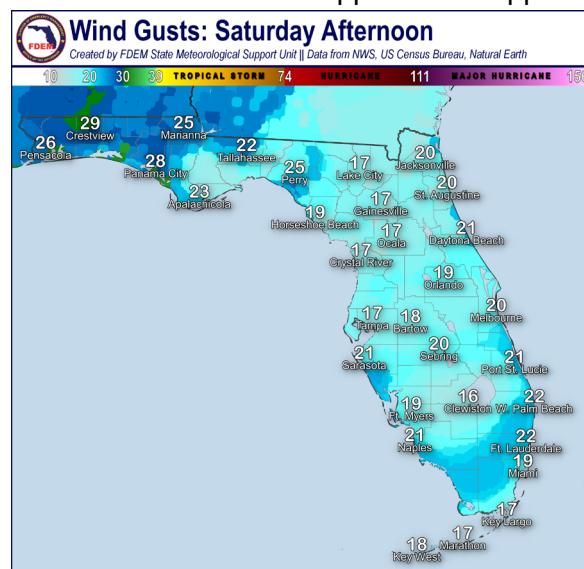 FDEM
Wind Gusts: Saturday Afternoon
Created by FDEM State Meteorological Support Unit || Data from NWS, US Census Bureau, Natural Earth
10 20 30 39 TROPICAL STORM 74 HURRICANE 111 MAJOR HURRICANE
29
Crestview
25
Marianna
26
Pensacola
28
Panama City
22
Tallahassee
23
Apalachicola
25
Perry
17
Lake City
20
Jacksonville
20
St. Augustine
19
Horseshoe Beach
17
Gainesville
17
Ocala
21
Daytona Beach
17
Crystal River
19
Orlando
17
Tampa
18
Bartow
20
Melbourne
21
Sarasota
20
Sebring
21
Port St. Lucie
19
Ft. Myers
16
Clewiston
22
W. Palm Beach
21
Naples
22
Ft. Lauderdale
19
Miami
17
Key Largo
17
Marathon
18
Key West